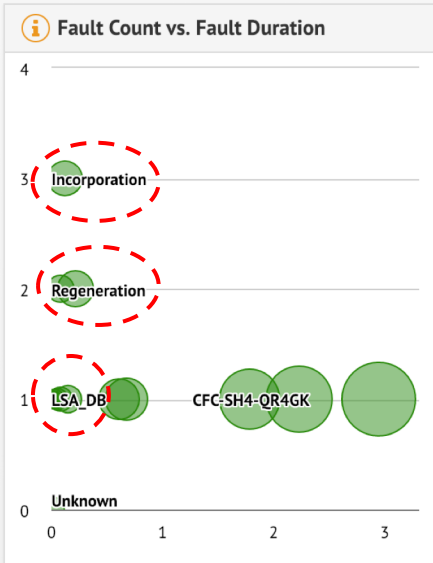 Fault Count vs. Fault Duration
4
3
Incorporation
2
Regeneration
1
LSA_DB
CFC-SH4-QR4GK
Unknown
0
0 1 2 3